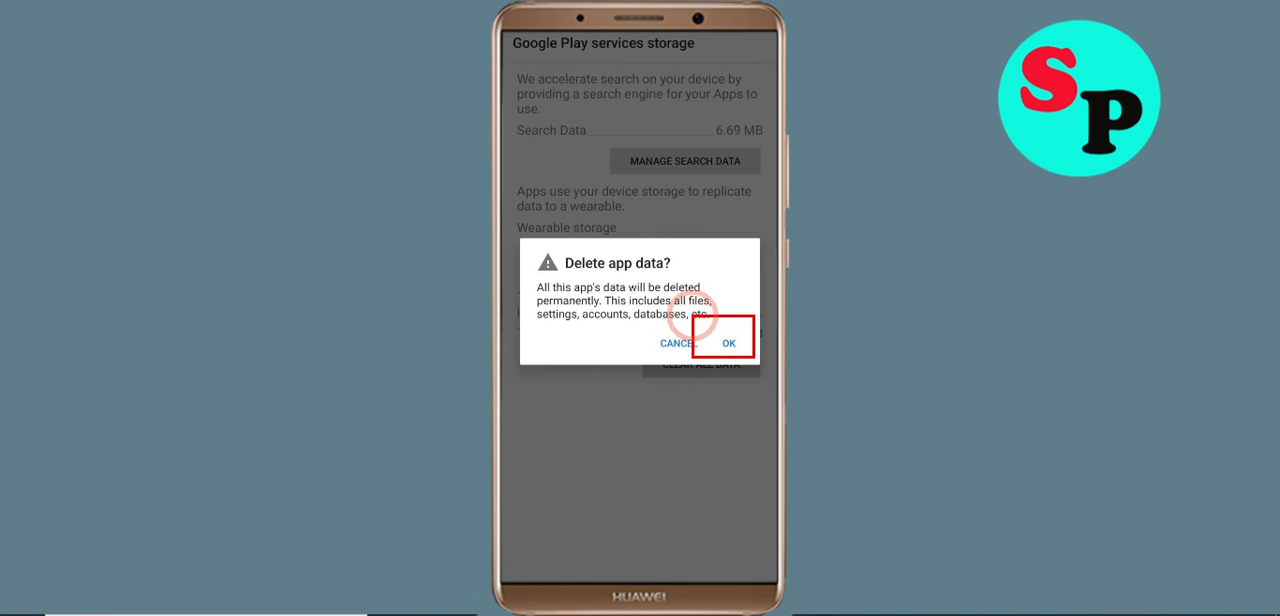 Google Play services storage
We accelerate search on your device by
providing a search engine for your Apps to
use.
Search Data 6.69 MB
MANAGE SEARCH DATA
Apps use your device storage to replicate
data to a wearable.
Wearable storage
Delete app data?
All this app's data will be deleted
permanently. This includes all files,
settings, accounts, databases, etc.
CANCEL OK
CLEAR ALL DATA
HUAWEI
SP